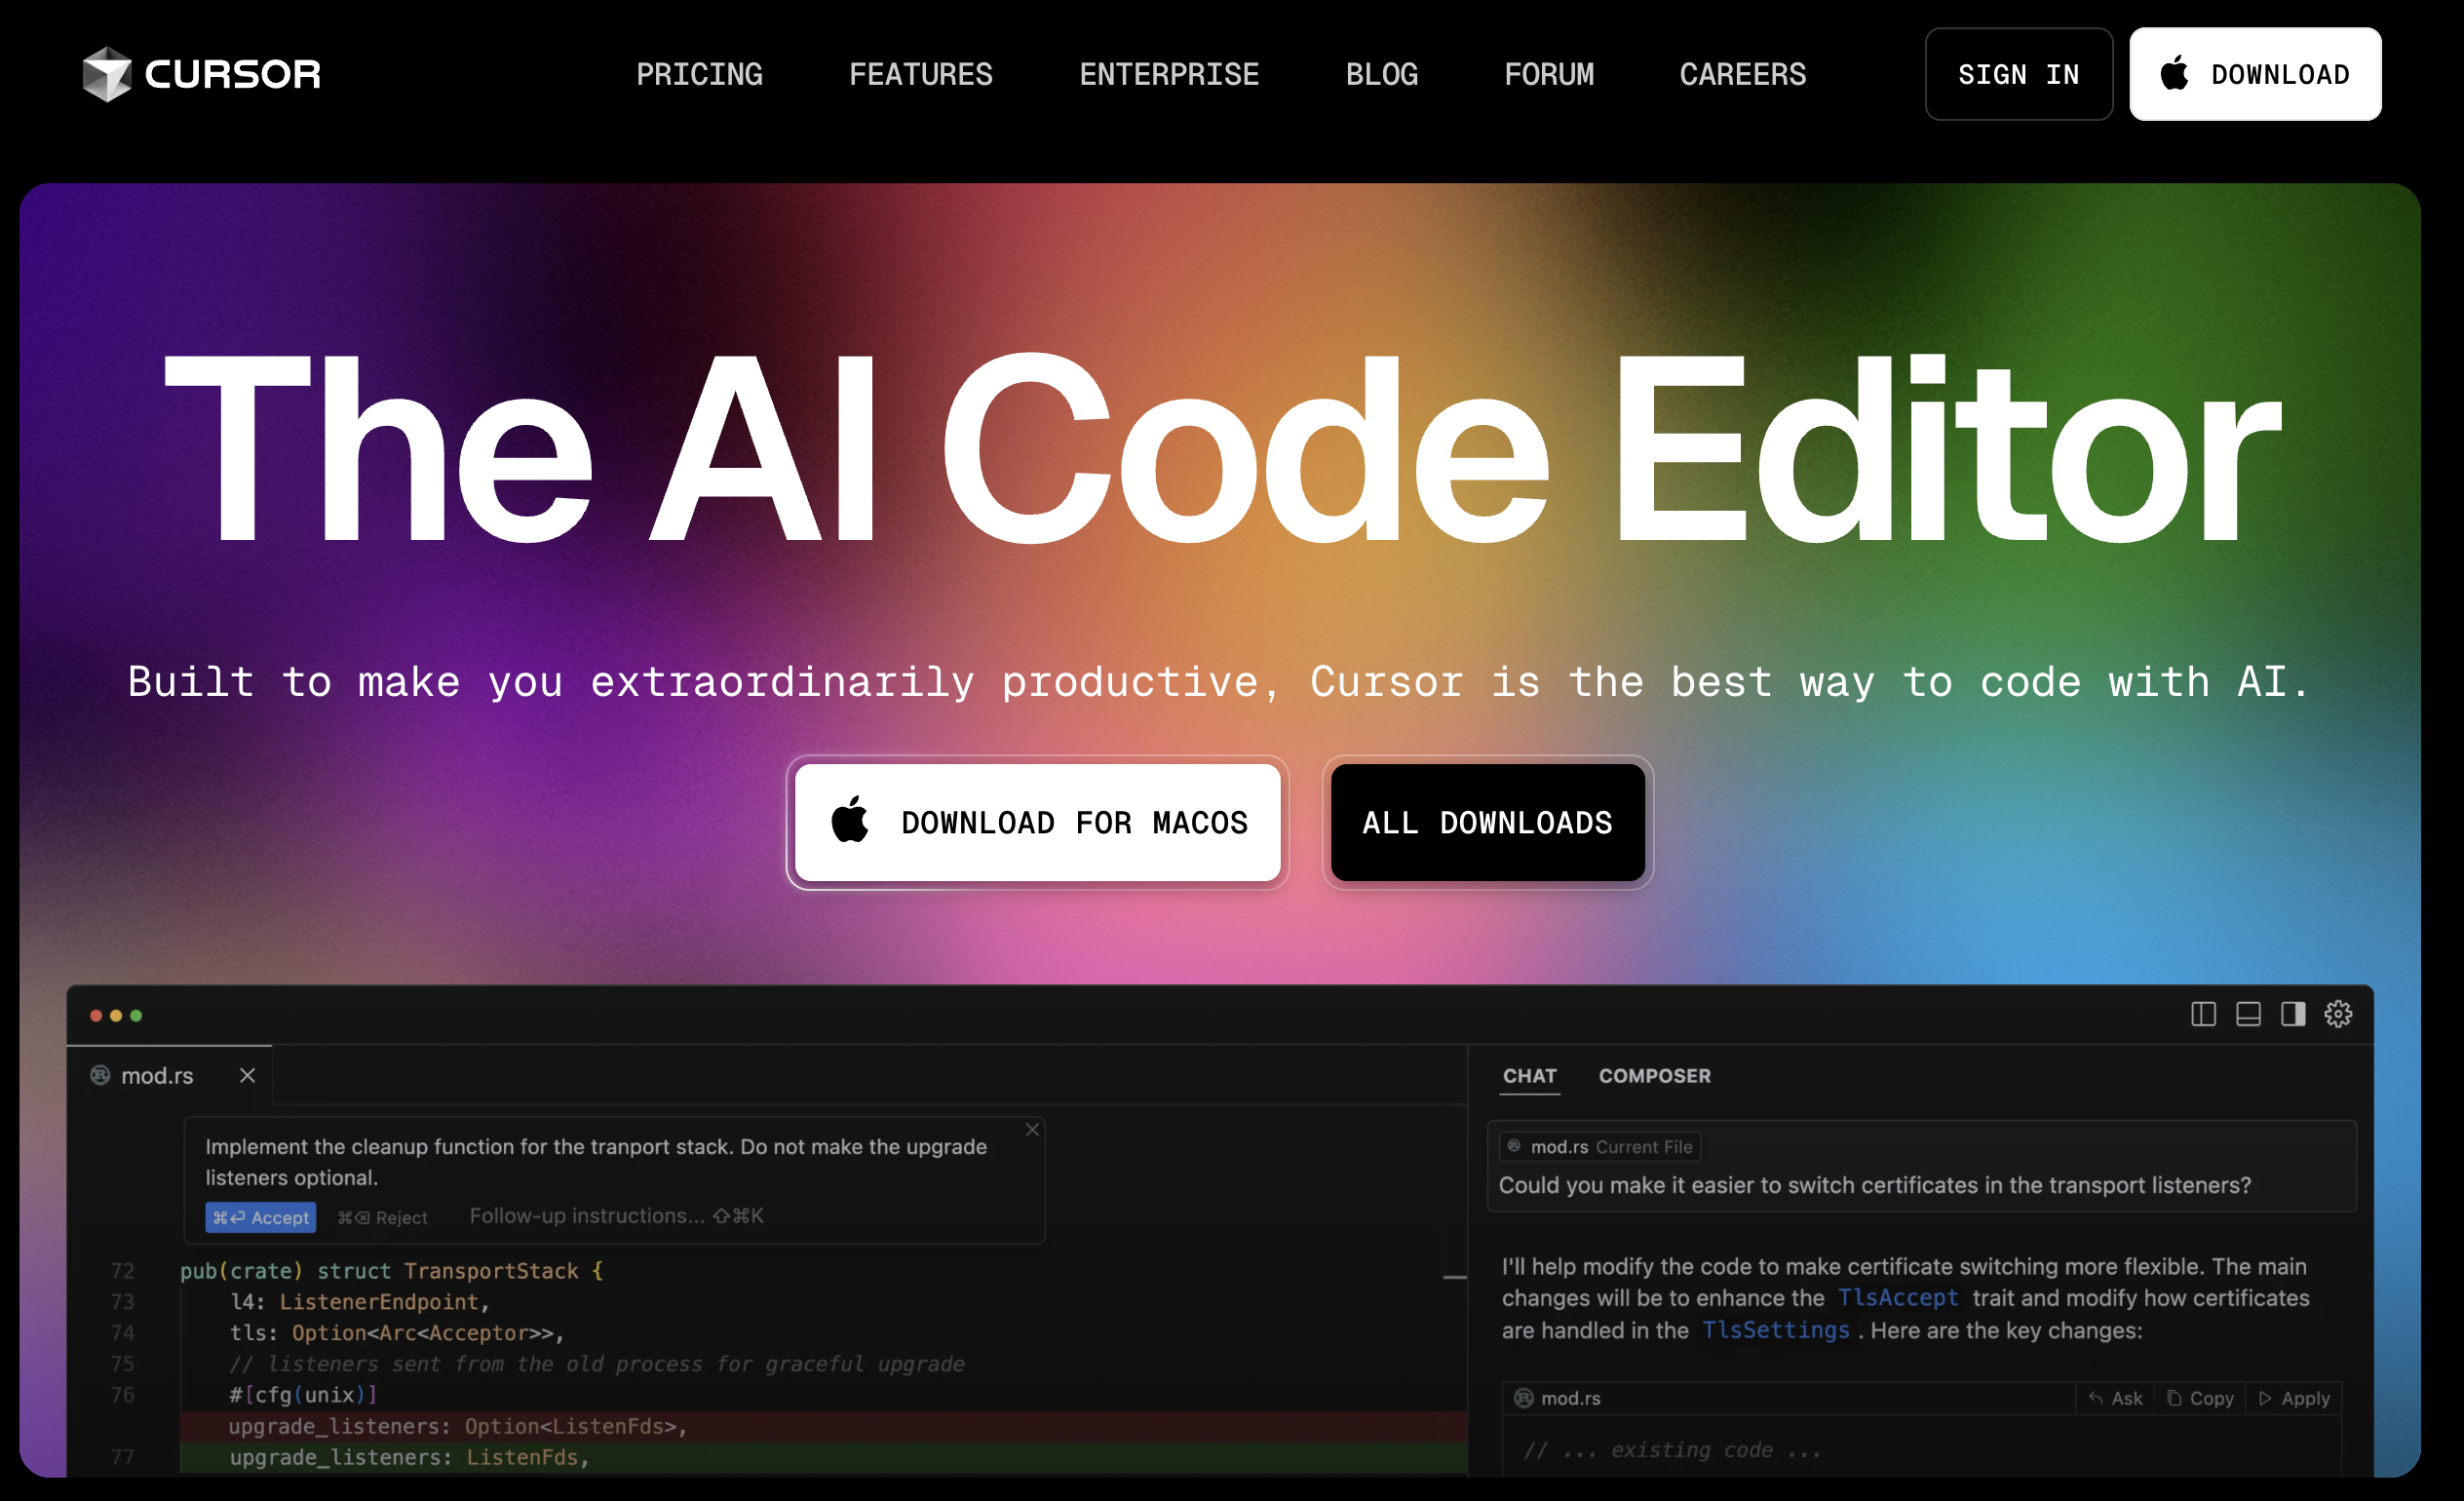 CURSOR
PRICING
FEATURES
ENTERPRISE
BLOG
FORUM
CAREERS
SIGN IN
DOWNLOAD
The AI Code Editor
Built to make you extraordinarily productive, Cursor is the best way to code with AI.
DOWNLOAD FOR MACOS
ALL DOWNLOADS
mod.rs
Implement the cleanup function for the tranport stack. Do not make the upgrade
listeners optional.
⌘⏎ Accept
⌘⌫ Reject
Follow-up instructions... ⇧⌘K
72 pub(crate) struct TransportStack {
73 l4: ListenerEndpoint,
74 tls: Option<Arc<Acceptor>>,
75 // listeners sent from the old process for graceful upgrade
76 #[cfg(unix)]
upgrade_listeners: Option<ListenFds>,
77 upgrade_listeners: ListenFds,
CHAT
COMPOSER
mod.rs Current File
Could you make it easier to switch certificates in the transport listeners?
I'll help modify the code to make certificate switching more flexible. The main
changes will be to enhance the TlsAccept trait and modify how certificates
are handled in the TlsSettings. Here are the key changes:
mod.rs
Ask
Copy
Apply
// ... existing code ...